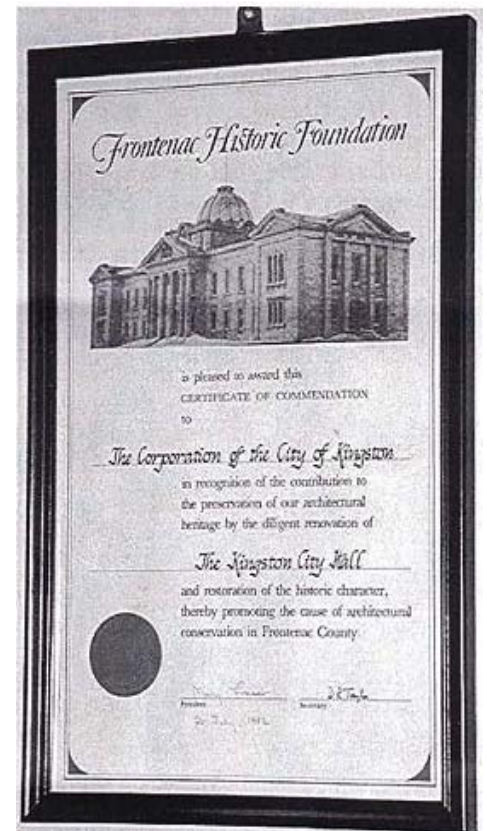 Frontenac Historic Foundation
is pleased to award this
CERTIFICATE OF COMMENDATION
to
The Corporation of the City of Kingston
in recognition of the contribution to
the preservation of our architectural
heritage by the diligent renovation of
The Kingston City Hall
and restoration of the historic character,
thereby promoting the cause of architectural
conservation in Frontenac County.
President Secretary